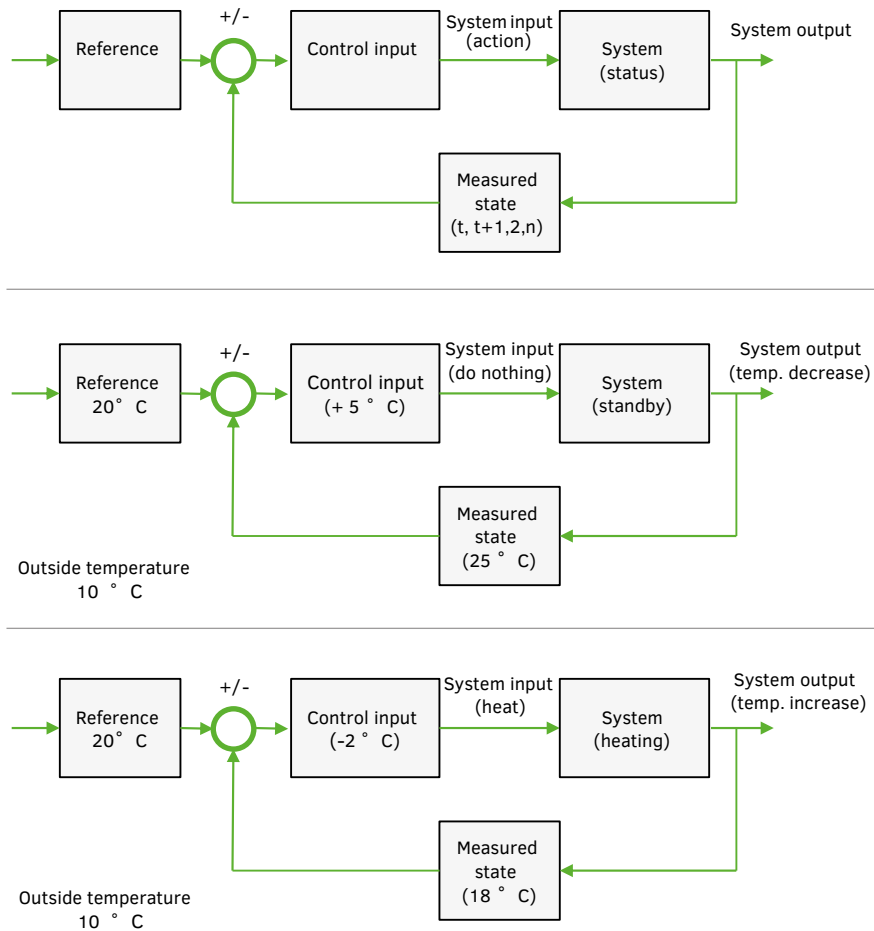 +/-
Reference
Control input
System input
(action)
System
(status)
System output
Measured
state
(t, t+1,2,n)
+/-
Reference
20° C
Control input
(+ 5 ° C)
System input
(do nothing)
System
(standby)
System output
(temp. decrease)
Measured
state
(25 ° C)
Outside temperature
10 ° C
+/-
Reference
20° C
Control input
(-2 ° C)
System input
(heat)
System
(heating)
System output
(temp. increase)
Measured
state
(18 ° C)
Outside temperature
10 ° C